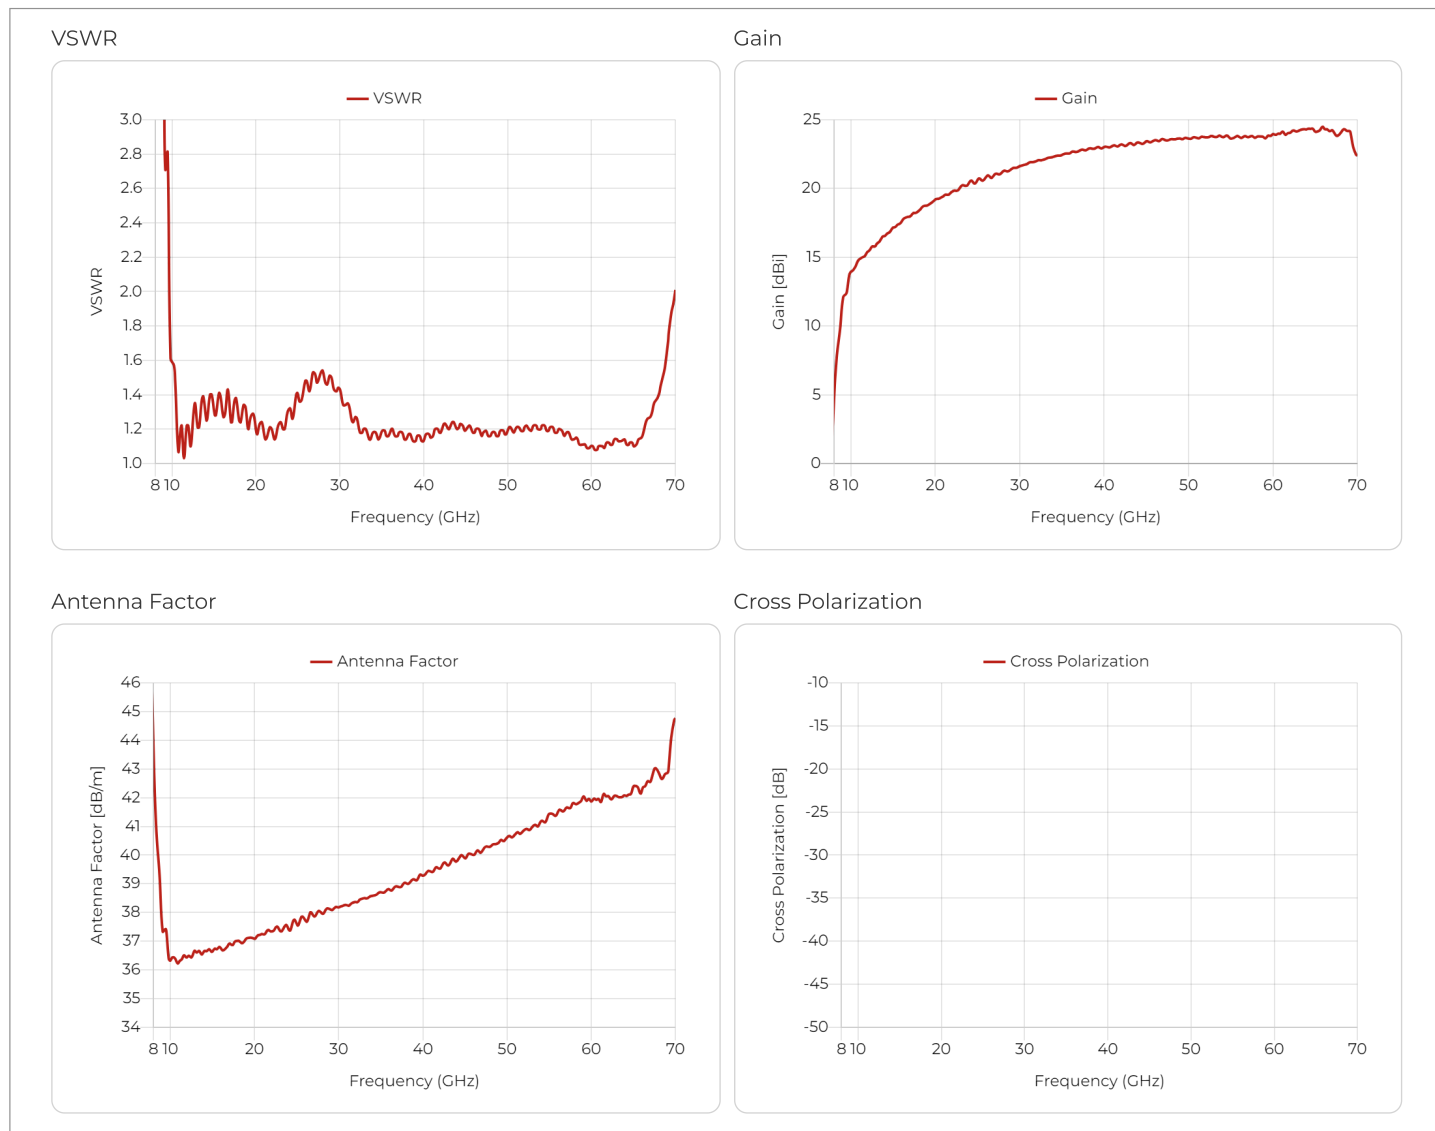 VSWR
VSWR
3.0
2.8
2.6
2.4
2.2
2.0
1.8
1.6
1.4
1.2
1.0
VSWR
8 10 20 30 40 50 60 70
Frequency (GHz)
Gain
Gain
25
20
15
10
5
0
Gain [dBi]
8 10 20 30 40 50 60 70
Frequency (GHz)
Antenna Factor
Antenna Factor
46
45
44
43
42
41
40
39
38
37
36
35
34
Antenna Factor [dB/m]
8 10 20 30 40 50 60 70
Frequency (GHz)
Cross Polarization
Cross Polarization
-10
-15
-20
-25
-30
-35
-40
-45
-50
Cross Polarization [dB]
8 10 20 30 40 50 60 70
Frequency (GHz)